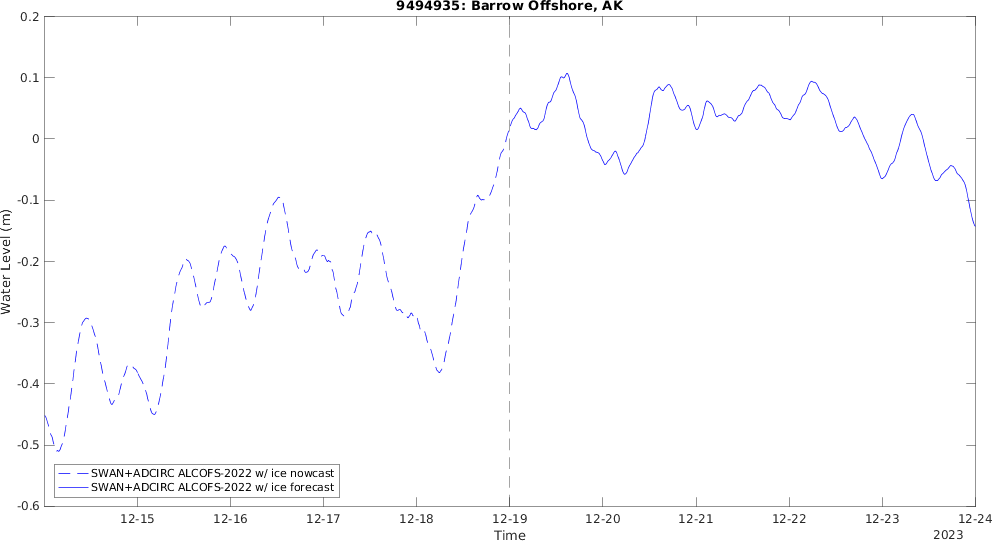 9494935: Barrow Offshore, AK
0.2
0.1
0
-0.1
-0.2
-0.3
-0.4
-0.5
-0.6
Water Level (m)
SWAN+ADCIRC ALCOFS-2022 w/ ice nowcast
SWAN+ADCIRC ALCOFS-2022 w/ ice forecast
12-15 12-16 12-17 12-18 12-19 12-20 12-21 12-22 12-23 12-24
Time
2023